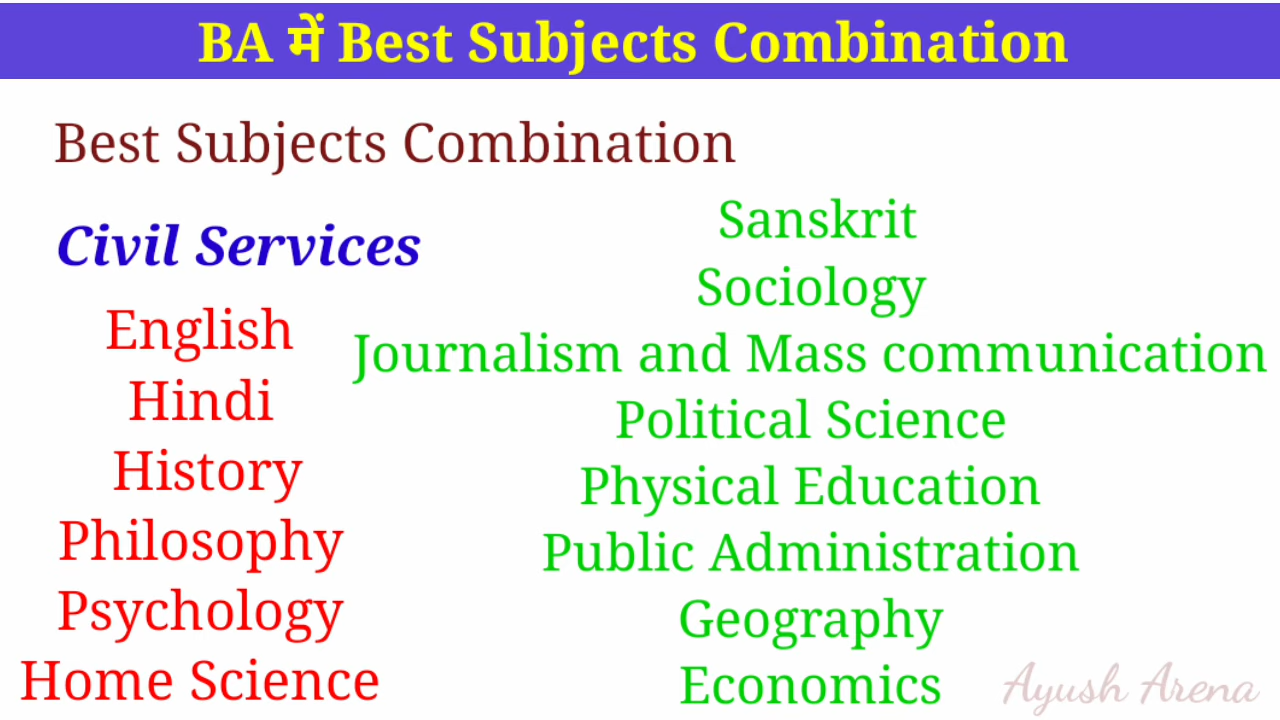 BA में Best Subjects Combination
Best Subjects Combination
Civil Services
English
Hindi
History
Philosophy
Psychology
Home Science
Sanskrit
Sociology
Journalism and Mass communication
Political Science
Physical Education
Public Administration
Geography
Economics
Ayush Arena